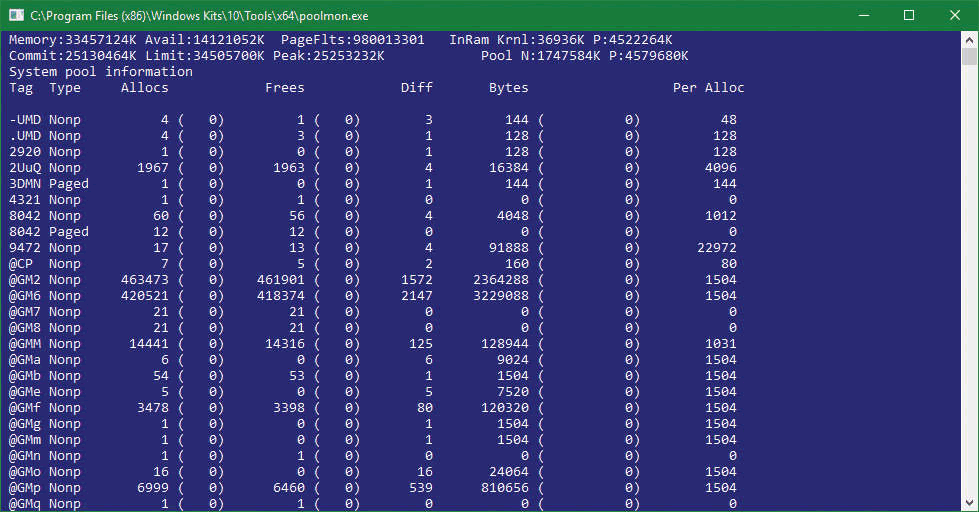 C:\Program Files (x86)\Windows Kits\10\Tools\x64\poolmon.exe
Memory:33457124K Avail:14121052K PageFlts:980013301 InRam Krnl:36936K P:4522264K
Commit:25130464K Limit:34505700K Peak:25253232K Pool N:1747584K P:4579680K
System pool information
Tag Type Allocs Frees Diff Bytes Per Alloc
-UMD Nonp 4 ( 0) 1 ( 0) 3 144 ( 0) 48
.UMD Nonp 4 ( 0) 3 ( 0) 1 128 ( 0) 128
2920 Nonp 1 ( 0) 0 ( 0) 1 128 ( 0) 128
2UuQ Nonp 1967 ( 0) 1963 ( 0) 4 16384 ( 0) 4096
3DMN Paged 1 ( 0) 0 ( 0) 1 144 ( 0) 144
4321 Nonp 1 ( 0) 1 ( 0) 0 0 ( 0) 0
8042 Nonp 60 ( 0) 56 ( 0) 4 4048 ( 0) 1012
8042 Paged 12 ( 0) 12 ( 0) 0 0 ( 0) 0
9472 Nonp 17 ( 0) 13 ( 0) 4 91888 ( 0) 22972
@CP Nonp 7 ( 0) 5 ( 0) 2 160 ( 0) 80
@GM2 Nonp 463473 ( 0) 461901 ( 0) 1572 2364288 ( 0) 1504
@GM6 Nonp 420521 ( 0) 418374 ( 0) 2147 3229088 ( 0) 1504
@GM7 Nonp 21 ( 0) 21 ( 0) 0 0 ( 0) 0
@GM8 Nonp 21 ( 0) 21 ( 0) 0 0 ( 0) 0
@GMM Nonp 14441 ( 0) 14316 ( 0) 125 128944 ( 0) 1031
@GMa Nonp 6 ( 0) 0 ( 0) 6 9024 ( 0) 1504
@GMb Nonp 54 ( 0) 53 ( 0) 1 1504 ( 0) 1504
@GMe Nonp 5 ( 0) 0 ( 0) 5 7520 ( 0) 1504
@GMf Nonp 3478 ( 0) 3398 ( 0) 80 120320 ( 0) 1504
@GMg Nonp 1 ( 0) 0 ( 0) 1 1504 ( 0) 1504
@GMm Nonp 1 ( 0) 0 ( 0) 1 1504 ( 0) 1504
@GMn Nonp 1 ( 0) 1 ( 0) 0 0 ( 0) 0
@GMo Nonp 16 ( 0) 0 ( 0) 16 24064 ( 0) 1504
@GMp Nonp 6999 ( 0) 6460 ( 0) 539 810656 ( 0) 1504
@GMq Nonp 1 ( 0) 1 ( 0) 0 0 ( 0) 0